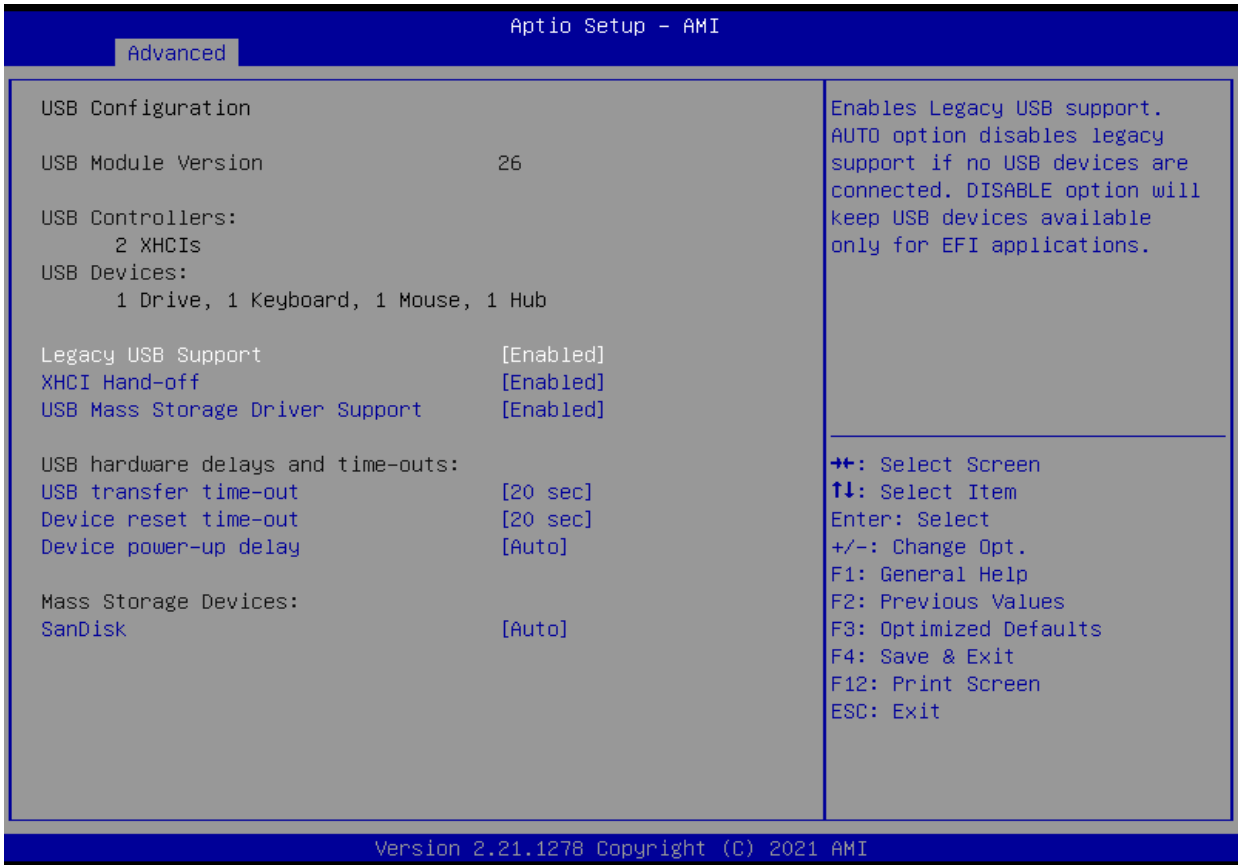 Aptio Setup – AMI
Advanced
USB Configuration
USB Module Version 26
USB Controllers:
2 XHCIs
USB Devices:
1 Drive, 1 Keyboard, 1 Mouse, 1 Hub
Legacy USB Support [Enabled]
XHCI Hand-off [Enabled]
USB Mass Storage Driver Support [Enabled]
USB hardware delays and time-outs:
USB transfer time-out [20 sec]
Device reset time-out [20 sec]
Device power-up delay [Auto]
Mass Storage Devices:
SanDisk [Auto]
Enables Legacy USB support.
AUTO option disables legacy
support if no USB devices are
connected. DISABLE option will
keep USB devices available
only for EFI applications.
→←: Select Screen
↑↓: Select Item
Enter: Select
+/-: Change Opt.
F1: General Help
F2: Previous Values
F3: Optimized Defaults
F4: Save & Exit
F12: Print Screen
ESC: Exit
Version 2.21.1278 Copyright (C) 2021 AMI